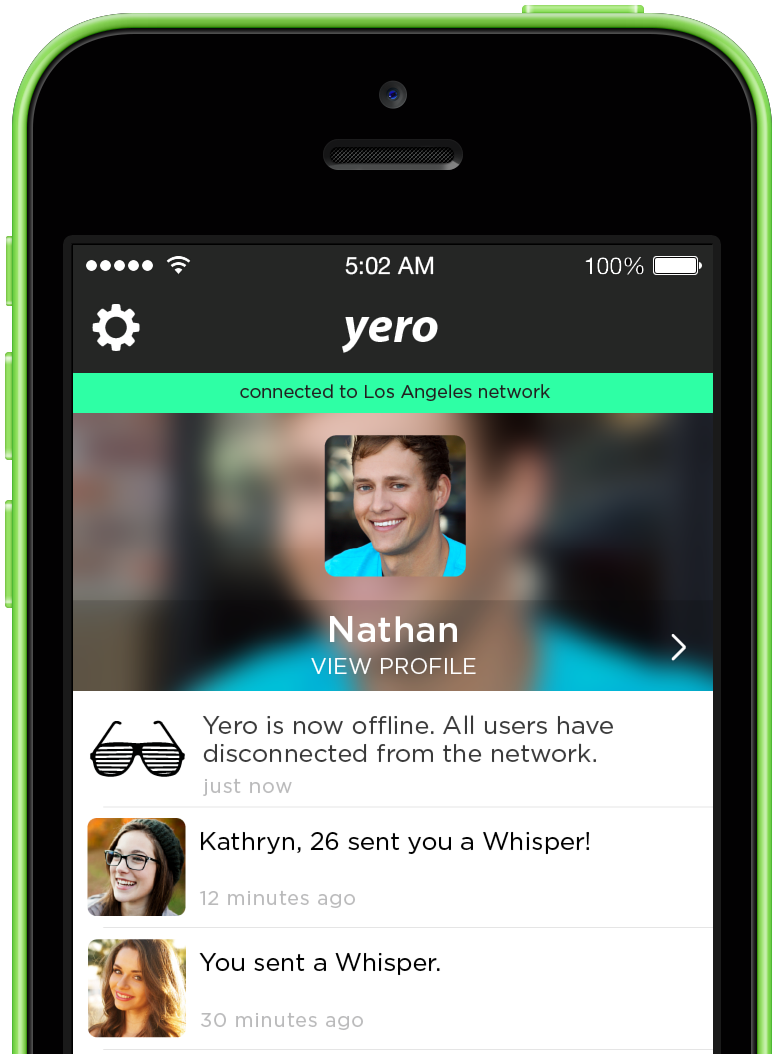 5:02 AM
100%
yero
connected to Los Angeles network
Nathan
VIEW PROFILE
Yero is now offline. All users have
disconnected from the network.
just now
Kathryn, 26 sent you a Whisper!
12 minutes ago
You sent a Whisper.
30 minutes ago